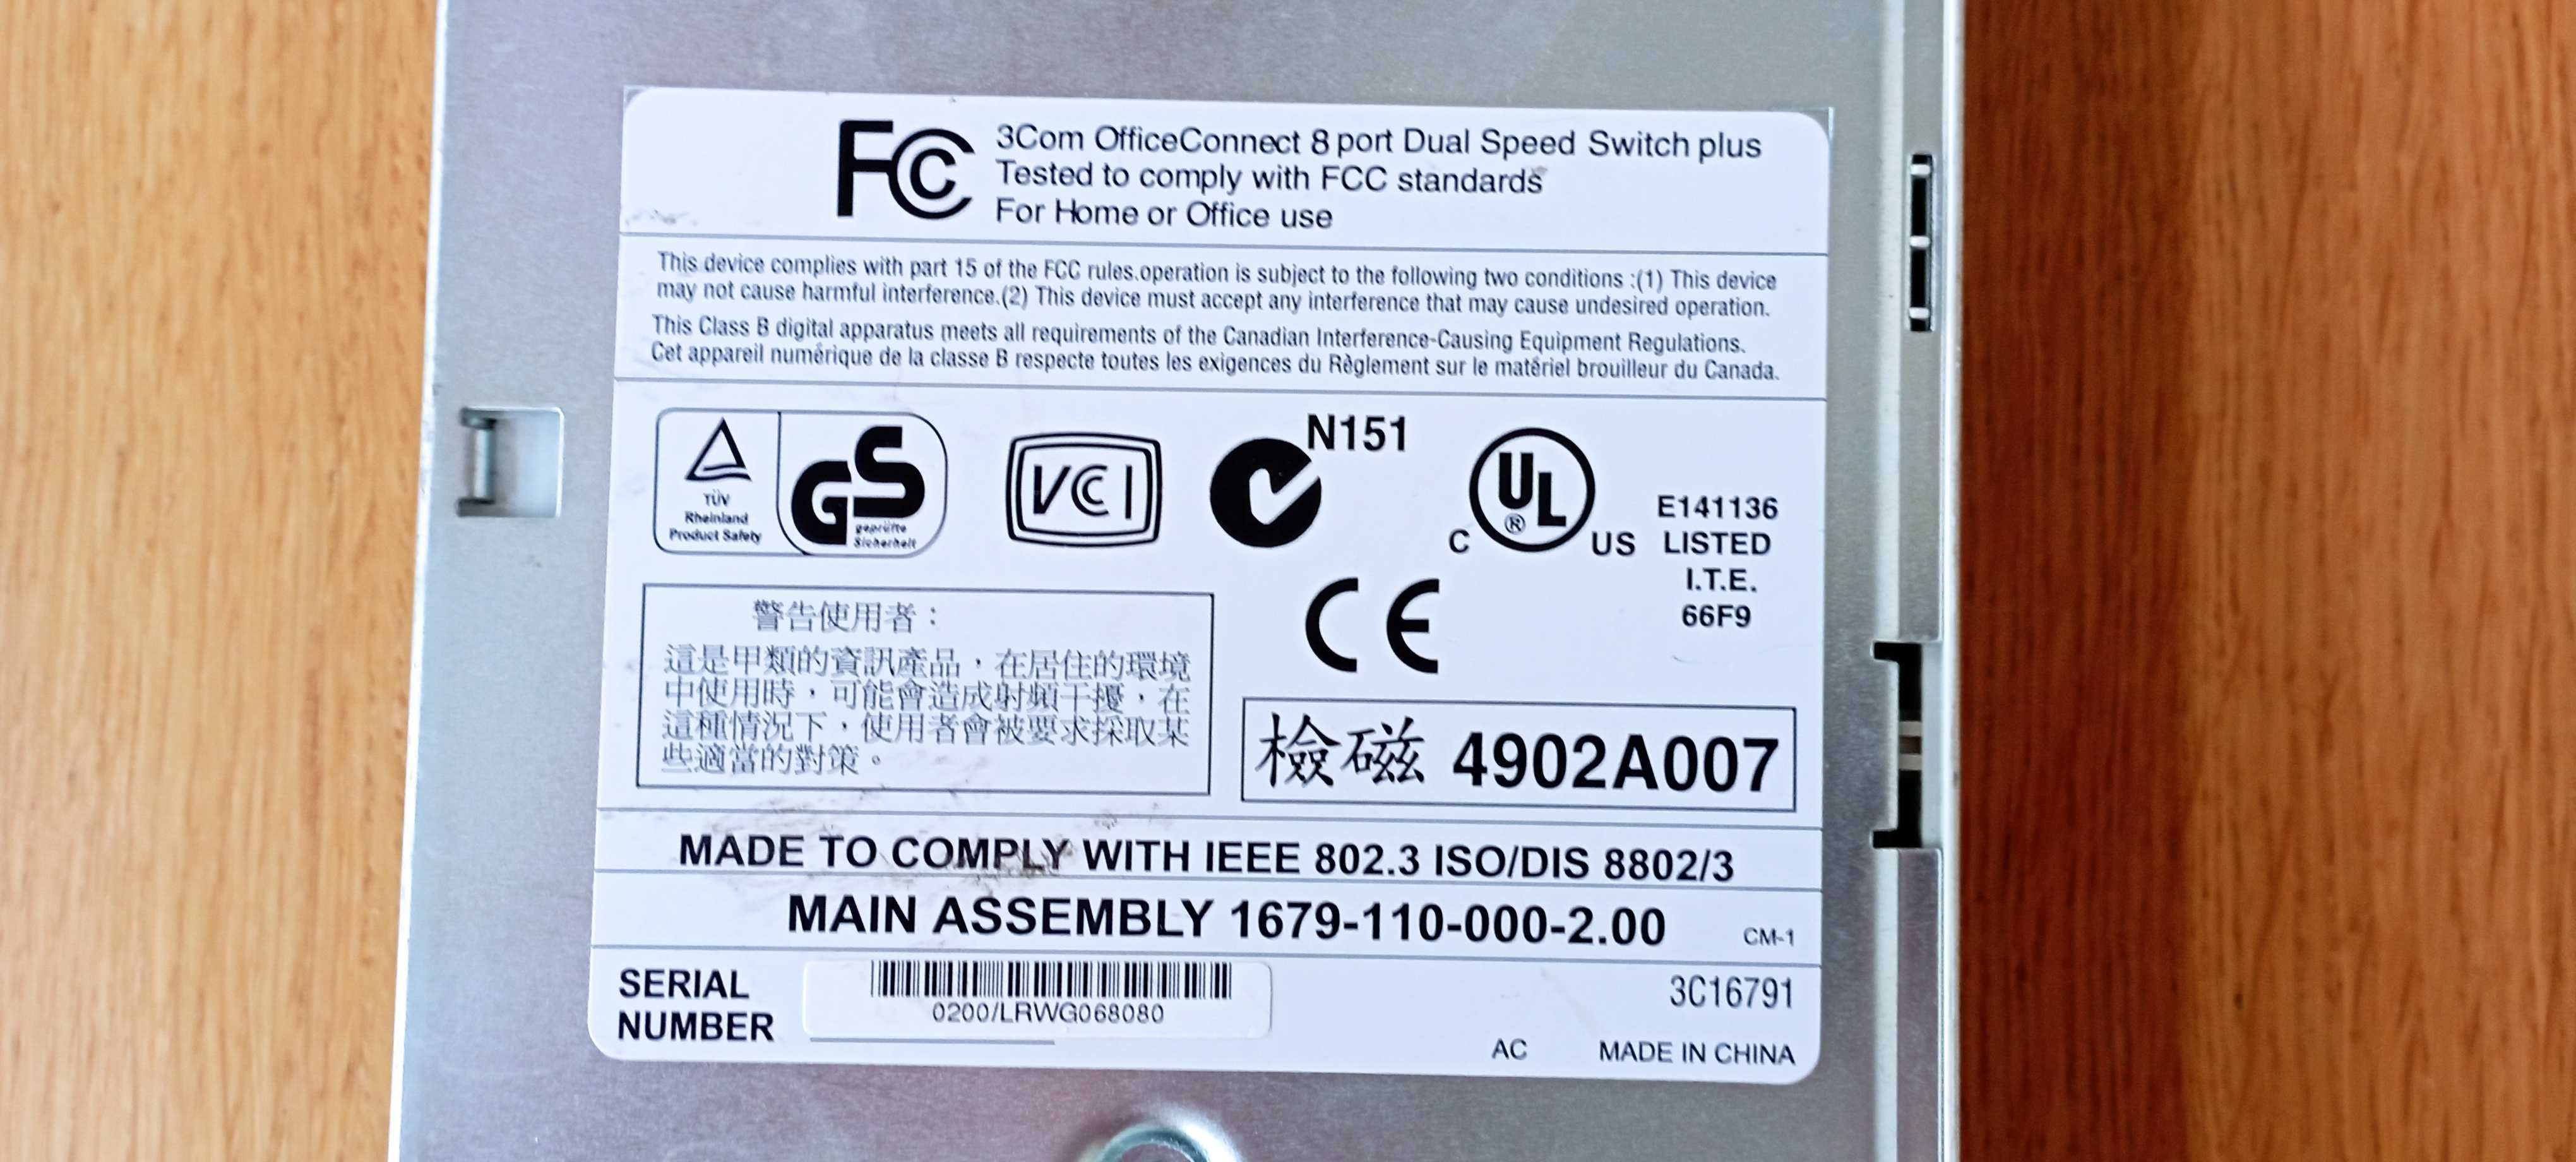 FC
3Com OfficeConnect 8 port Dual Speed Switch plus
Tested to comply with FCC standards
For Home or Office use
This device complies with part 15 of the FCC rules.operation is subject to the following two conditions :(1) This device
may not cause harmful interference.(2) This device must accept any interference that may cause undesired operation.
This Class B digital apparatus meets all requirements of the Canadian Interference-Causing Equipment Regulations.
Cet appareil numérique de la classe B respecte toutes les exigences du Règlement sur le matériel brouilleur du Canada.
TÜV
Rheinland
Product Safety
GS
geprüfte
Sicherheit
VCI
N151
C UL ® US
E141136
LISTED
I.T.E.
66F9
CE
警告使用者：
這是甲類的資訊產品，在居住的環境
中使用時，可能會造成射頻干擾，在
這種情況下，使用者會被要求採取某
些適當的對策。
檢磁 4902A007
MADE TO COMPLY WITH IEEE 802.3 ISO/DIS 8802/3
MAIN ASSEMBLY 1679-110-000-2.00
CM-1
SERIAL
NUMBER
0200/LRWG068080
3C16791
AC
MADE IN CHINA